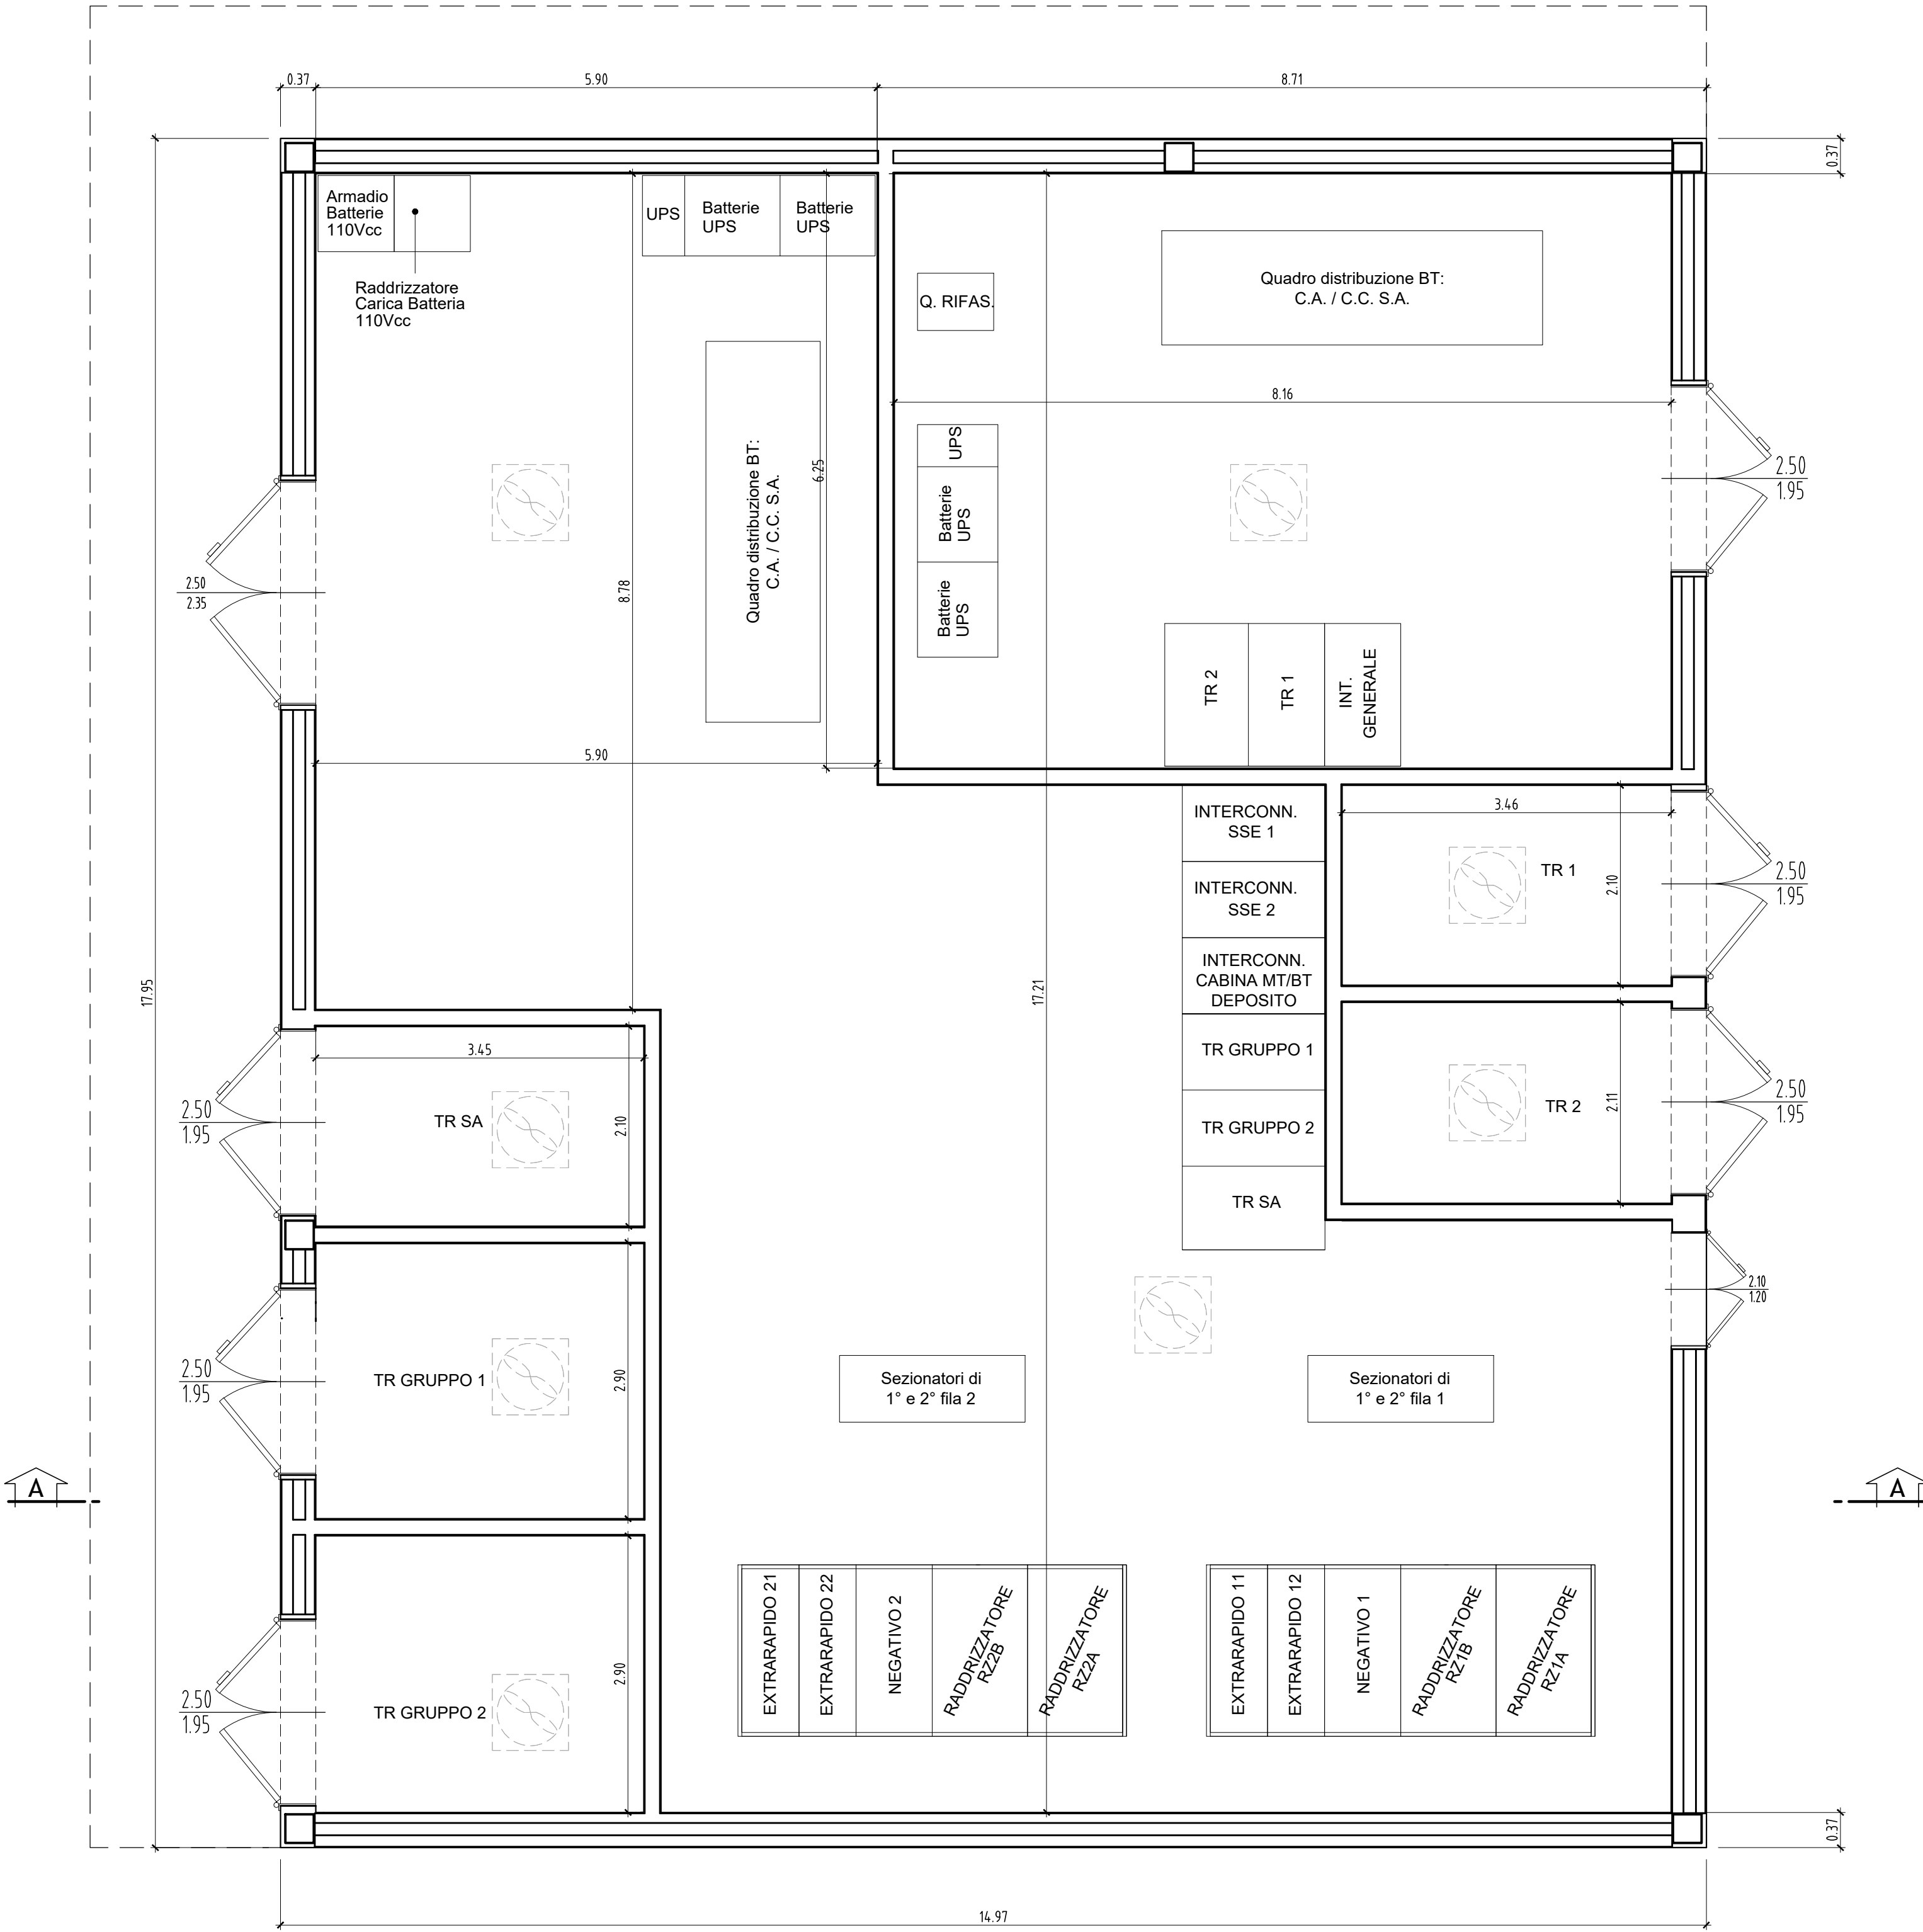 0.37
5.90
8.71
0.37
Armadio
Batterie
110Vcc
Raddrizzatore
Carica Batteria
110Vcc
UPS
Batterie
UPS
Batterie
UPS
Q. RIFAS.
Quadro distribuzione BT:
C.A. / C.C. S.A.
8.16
Quadro distribuzione BT:
C.A. / C.C. S.A.
6.25
8.78
UPS
Batterie
UPS
Batterie
UPS
2.50
1.95
2.50
2.35
TR 2
TR 1
INT.
GENERALE
5.90
INTERCONN.
SSE 1
INTERCONN.
SSE 2
INTERCONN.
CABINA MT/BT
DEPOSITO
TR GRUPPO 1
TR GRUPPO 2
TR SA
3.46
TR 1
2.10
2.50
1.95
17.95
17.21
3.45
TR SA
2.10
2.50
1.95
TR 2
2.11
2.50
1.95
2.10
1.20
TR GRUPPO 1
2.90
2.50
1.95
Sezionatori di
1° e 2° fila 2
Sezionatori di
1° e 2° fila 1
A
A
EXTRARAPIDO 21
EXTRARAPIDO 22
NEGATIVO 2
RADDRIZZATORE
RZ2B
RADDRIZZATORE
RZ2A
EXTRARAPIDO 11
EXTRARAPIDO 12
NEGATIVO 1
RADDRIZZATORE
RZ1B
RADDRIZZATORE
RZ1A
TR GRUPPO 2
2.90
2.50
1.95
0.37
14.97